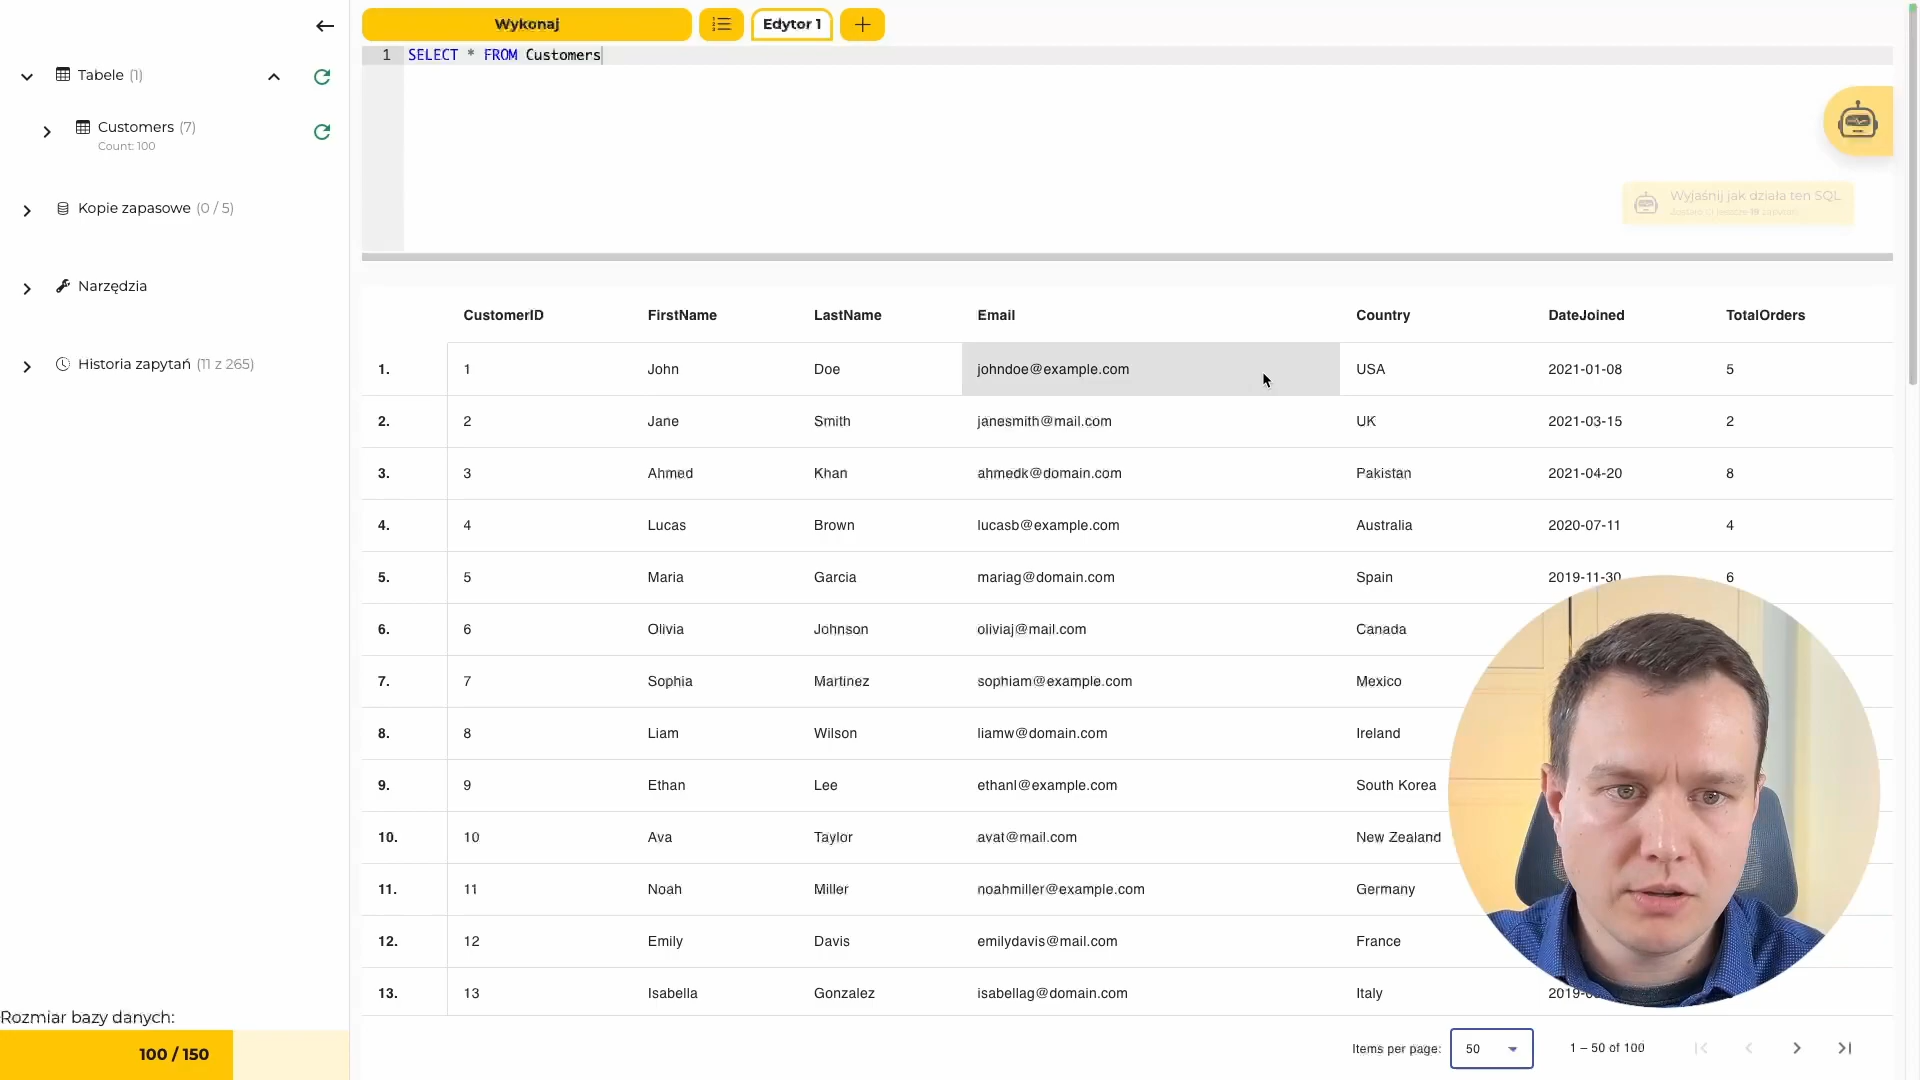 Wykonaj Edytor 1
1 SELECT * FROM Customers
Tabele (1)
Customers (7)
Count: 100
Kopie zapasowe (0 / 5)
Narzędzia
Historia zapytań (11 z 265)
Wyjaśnij jak działa ten SQL
19 zapytań
CustomerID FirstName LastName Email Country DateJoined TotalOrders
1. 1 John Doe johndoe@example.com USA 2021-01-08 5
2. 2 Jane Smith janesmith@mail.com UK 2021-03-15 2
3. 3 Ahmed Khan ahmedk@domain.com Pakistan 2021-04-20 8
4. 4 Lucas Brown lucasb@example.com Australia 2020-07-11 4
5. 5 Maria Garcia mariag@domain.com Spain 2019-11-30 6
6. 6 Olivia Johnson oliviaj@mail.com Canada
7. 7 Sophia Martinez sophiam@example.com Mexico
8. 8 Liam Wilson liamw@domain.com Ireland
9. 9 Ethan Lee ethanl@example.com South Korea
10. 10 Ava Taylor avat@mail.com New Zealand
11. 11 Noah Miller noahmiller@example.com Germany
12. 12 Emily Davis emilydavis@mail.com France
13. 13 Isabella Gonzalez isabellag@domain.com Italy
Rozmiar bazy danych:
100 / 150
Items per page: 50 1 – 50 of 100